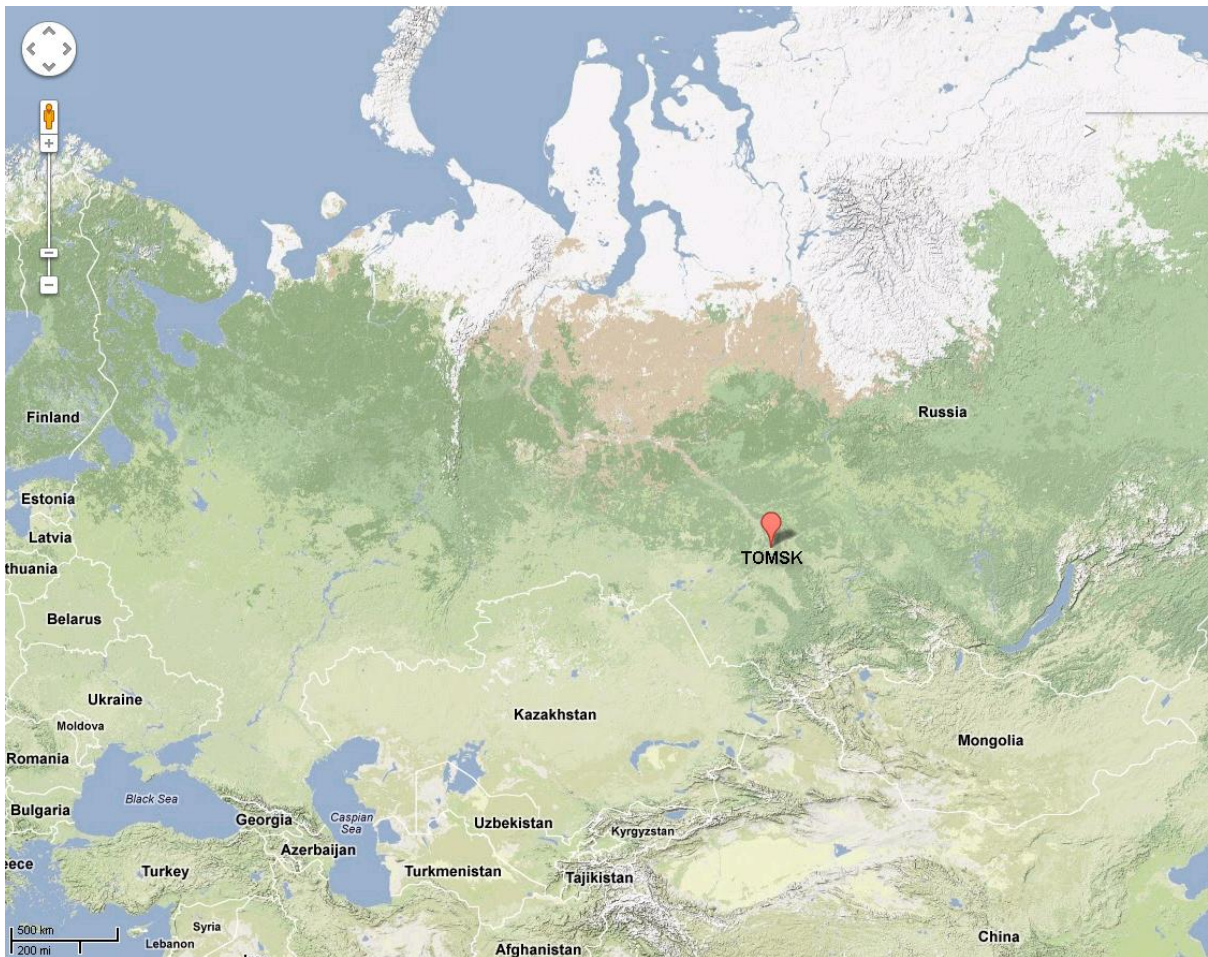 Finland
Russia
Estonia
Latvia
TOMSK
thuania
Belarus
Ukraine
Kazakhstan
Moldova
Mongolia
Romania
Black Sea
Bulgaria
Georgia
Caspian
Sea
Uzbekistan
Kyrgyzstan
Azerbaijan
eece
Turkey
Turkmenistan
Tajikistan
Syria
500 km
China
Lebanon
Afghanistan
200 mi